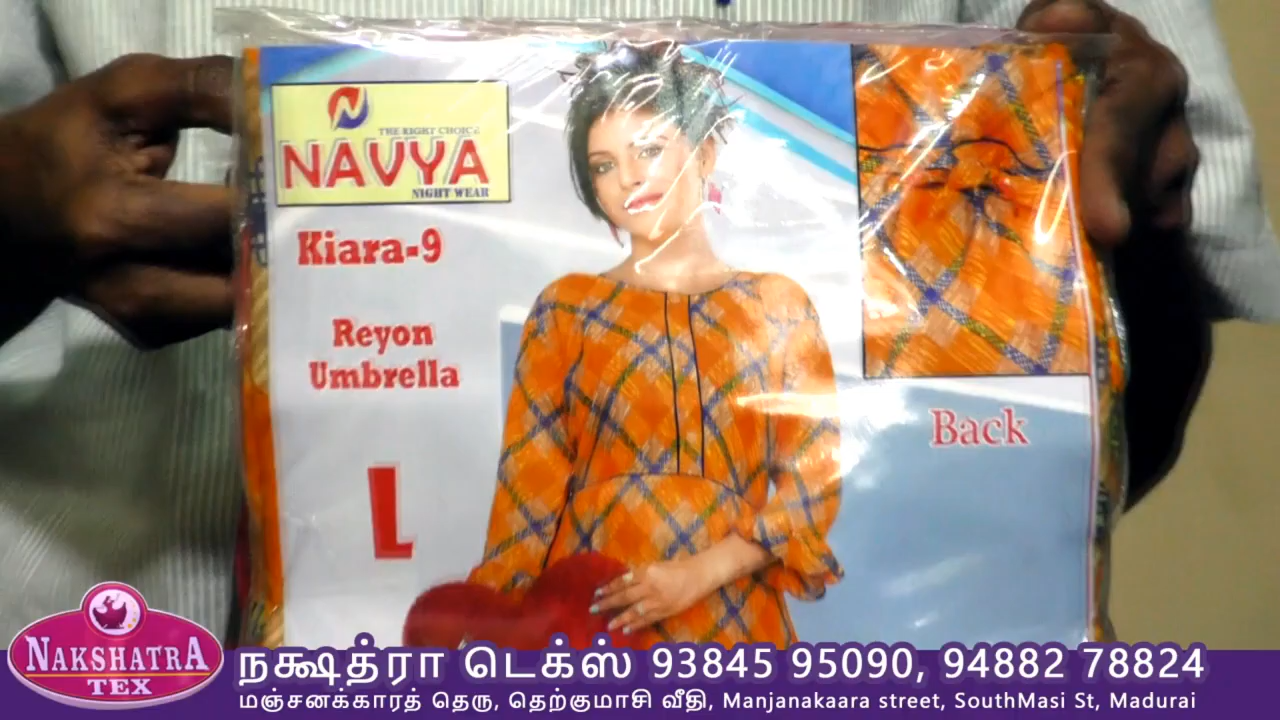 THE RIGHT CHOICE
NAVYA
NIGHT WEAR
Kiara-9
Reyon
Umbrella
L
Back
NAKSHATRA
TEX
நக்ஷத்ரா டெக்ஸ் 93845 95090, 94882 78824
மஞ்சனக்காரத் தெரு, தெற்குமாசி வீதி, Manjanakaara street, SouthMasi St, Madurai